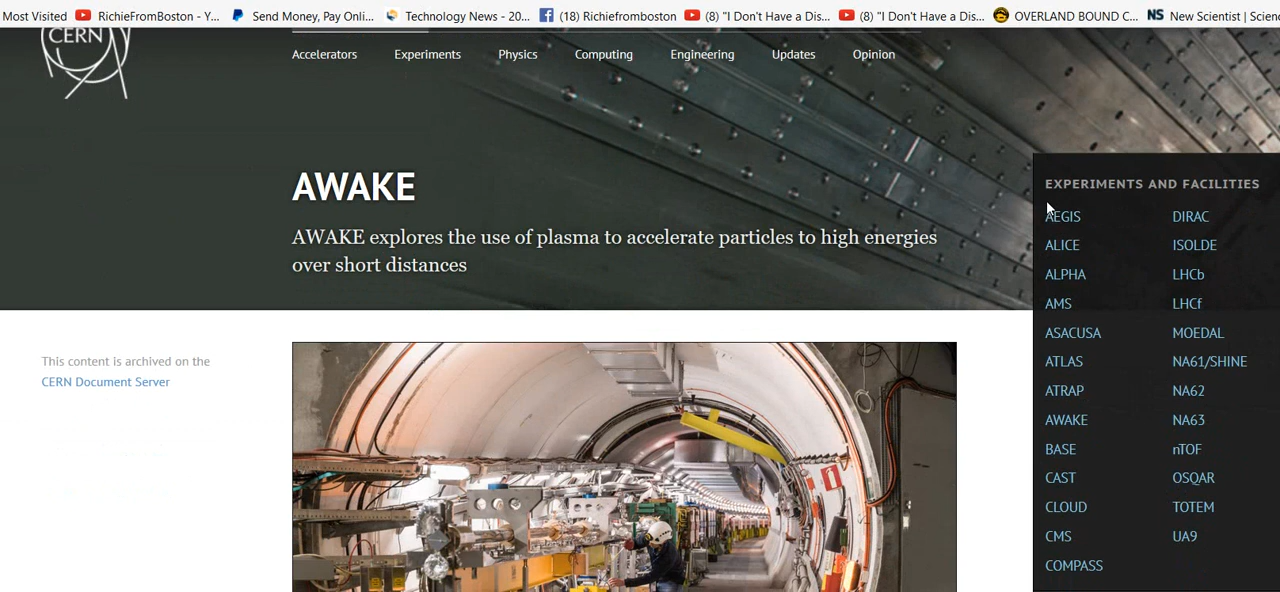 Most Visited RichieFromBoston - Y... Send Money, Pay Onli... Technology News - 20... (18) Richiefromboston (8) "I Don't Have a Dis... (8) "I Don't Have a Dis... OVERLAND BOUND C... NS New Scientist | Scien
CERN
Accelerators Experiments Physics Computing Engineering Updates Opinion
AWAKE
AWAKE explores the use of plasma to accelerate particles to high energies
over short distances
This content is archived on the
CERN Document Server
EXPERIMENTS AND FACILITIES
AEGIS DIRAC
ALICE ISOLDE
ALPHA LHCb
AMS LHCf
ASACUSA MOEDAL
ATLAS NA61/SHINE
ATRAP NA62
AWAKE NA63
BASE nTOF
CAST OSQAR
CLOUD TOTEM
CMS UA9
COMPASS